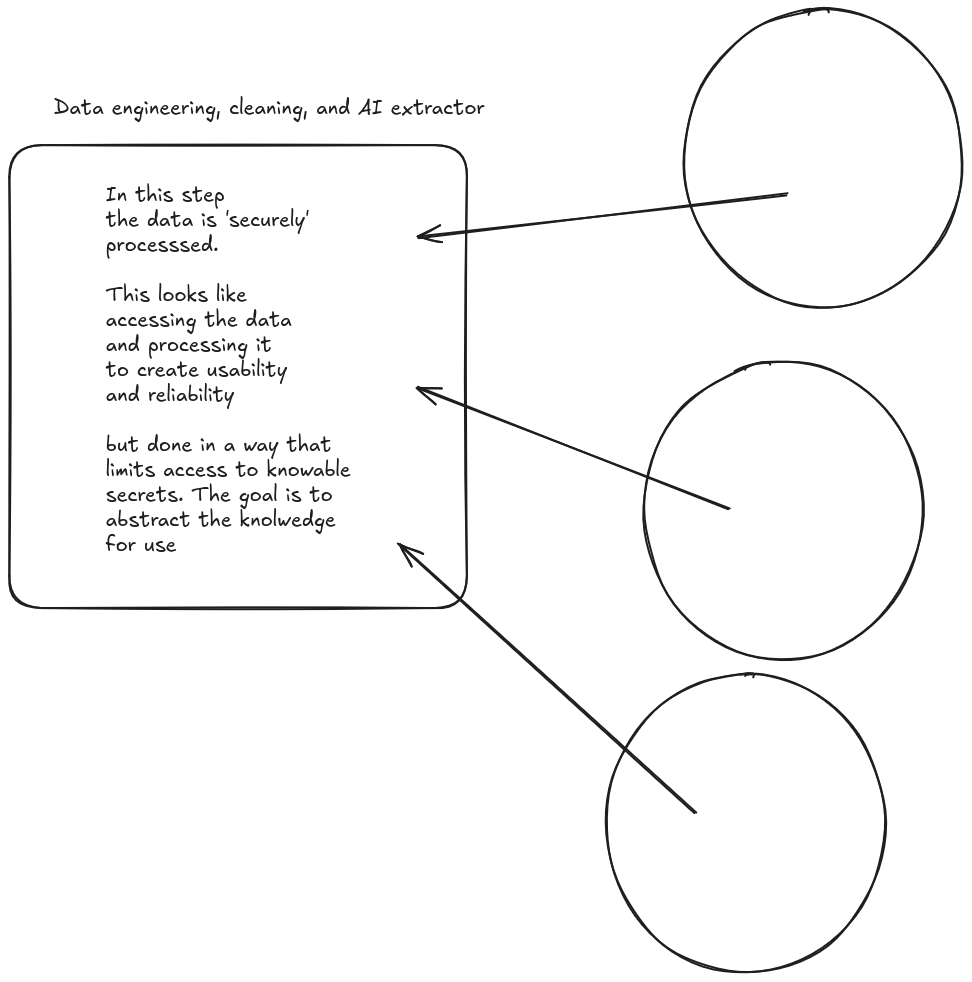 Data engineering, cleaning, and AI extractor
In this step
the data is 'securely'
processsed.
This looks like
accessing the data
and processing it
to create usability
and reliability
but done in a way that
limits access to knowable
secrets. The goal is to
abstract the knolwedge
for use